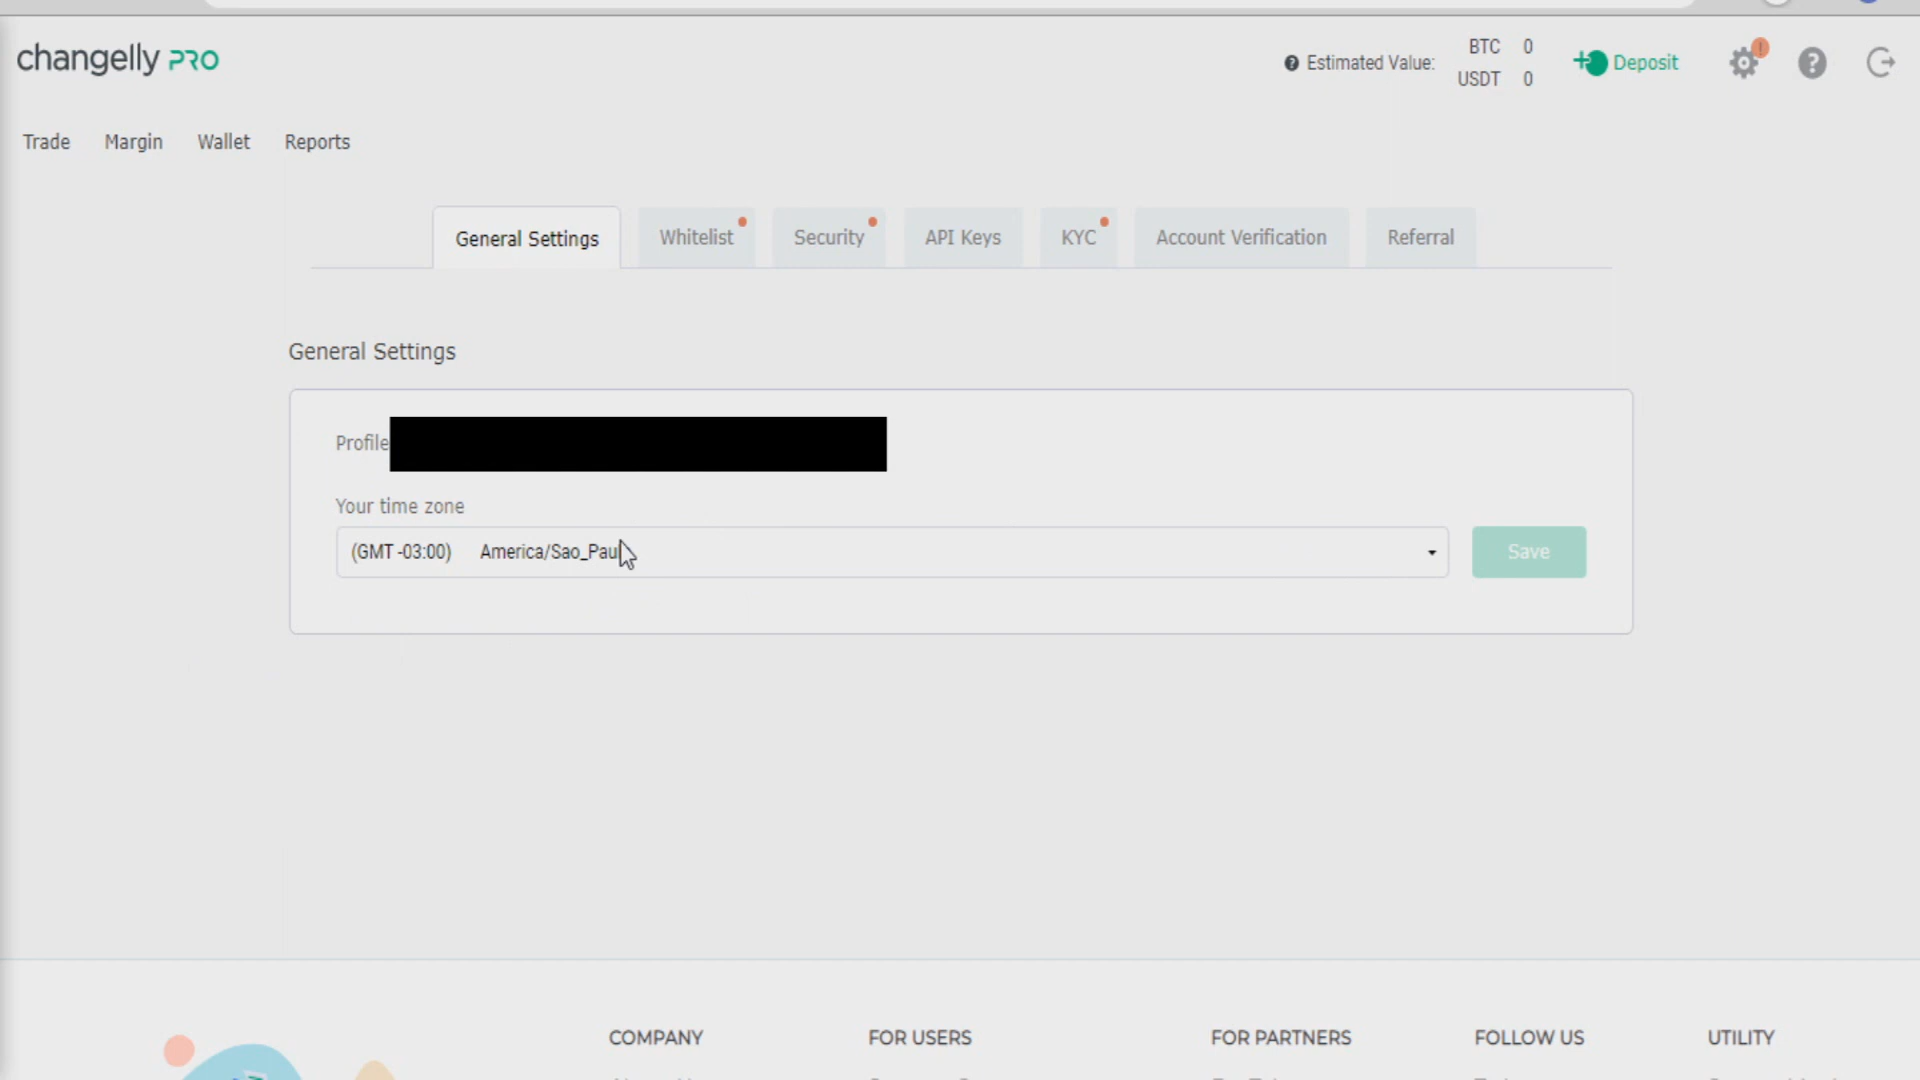 changelly PRO
Estimated Value:
BTC 0
USDT 0
Deposit
Trade Margin Wallet Reports
General Settings Whitelist Security API Keys KYC Account Verification Referral
General Settings
Profile
Your time zone
(GMT -03:00) America/Sao_Paul
Save
COMPANY FOR USERS FOR PARTNERS FOLLOW US UTILITY